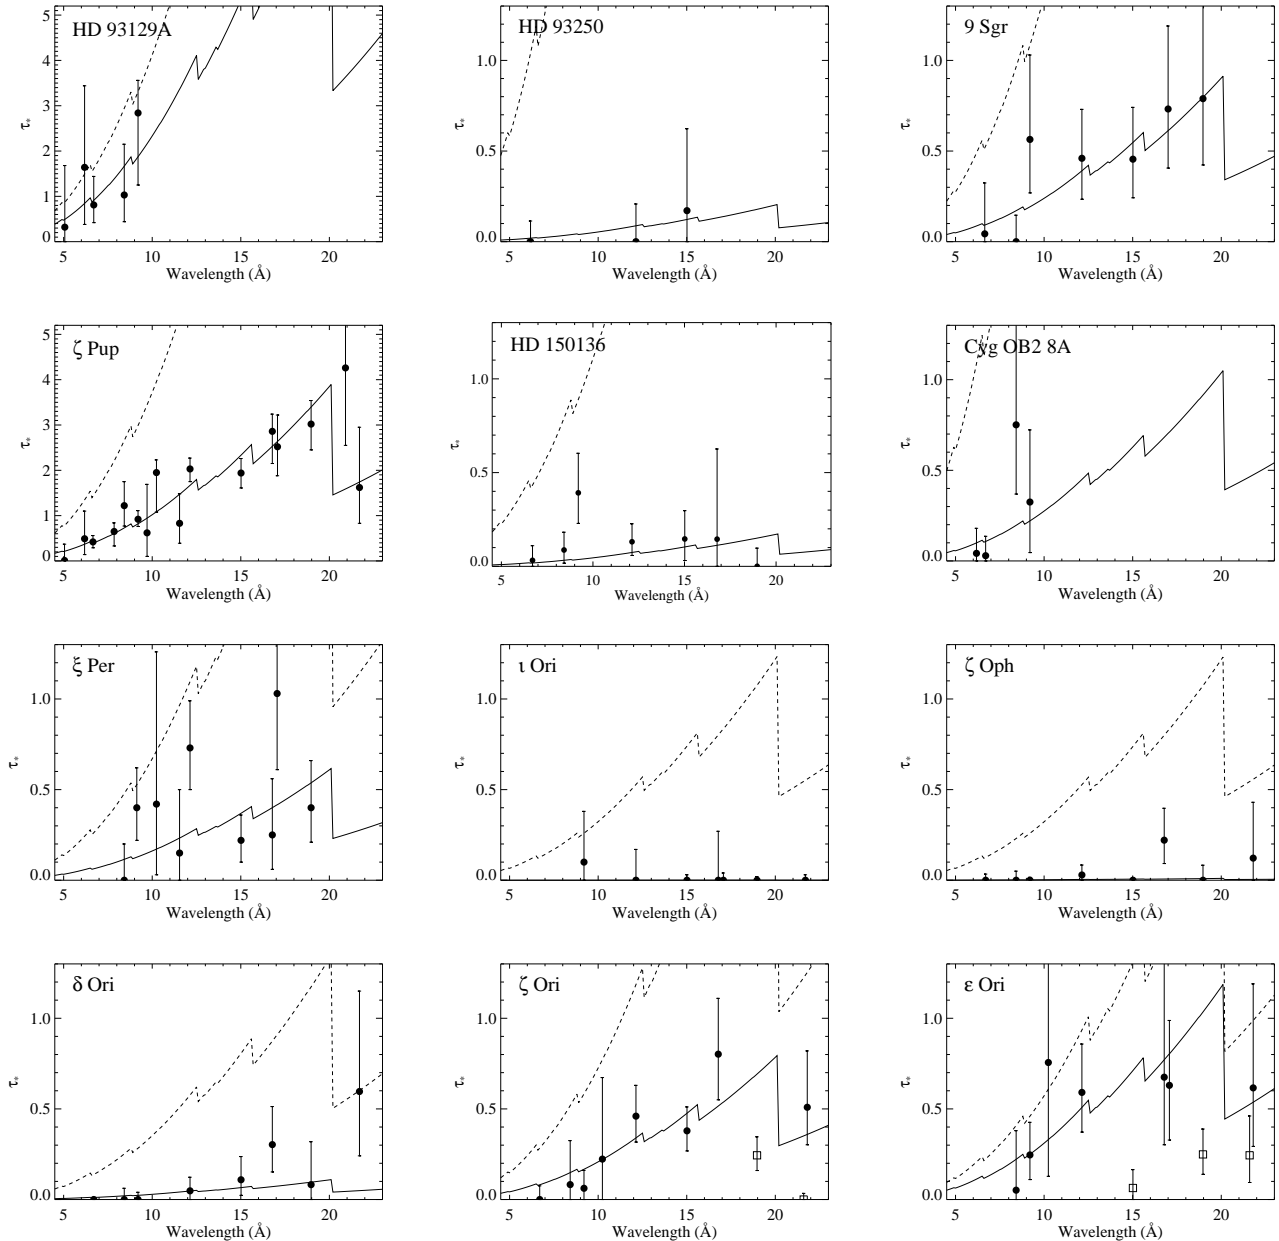 HD 93129A
5
4
3
2
1
0
τ*
5 10 15 20
Wavelength (Å)
HD 93250
1.0
0.5
0.0
τ*
5 10 15 20
Wavelength (Å)
9 Sgr
1.0
0.5
0.0
τ*
5 10 15 20
Wavelength (Å)
ζ Pup
5
4
3
2
1
0
τ*
5 10 15 20
Wavelength (Å)
HD 150136
1.0
0.5
0.0
τ*
5 10 15 20
Wavelength (Å)
Cyg OB2 8A
1.0
0.5
0.0
τ*
5 10 15 20
Wavelength (Å)
ξ Per
1.0
0.5
0.0
τ*
5 10 15 20
Wavelength (Å)
ι Ori
1.0
0.5
0.0
τ*
5 10 15 20
Wavelength (Å)
ζ Oph
1.0
0.5
0.0
τ*
5 10 15 20
Wavelength (Å)
δ Ori
1.0
0.5
0.0
τ*
5 10 15 20
Wavelength (Å)
ζ Ori
1.0
0.5
0.0
τ*
5 10 15 20
Wavelength (Å)
ε Ori
1.0
0.5
0.0
τ*
5 10 15 20
Wavelength (Å)